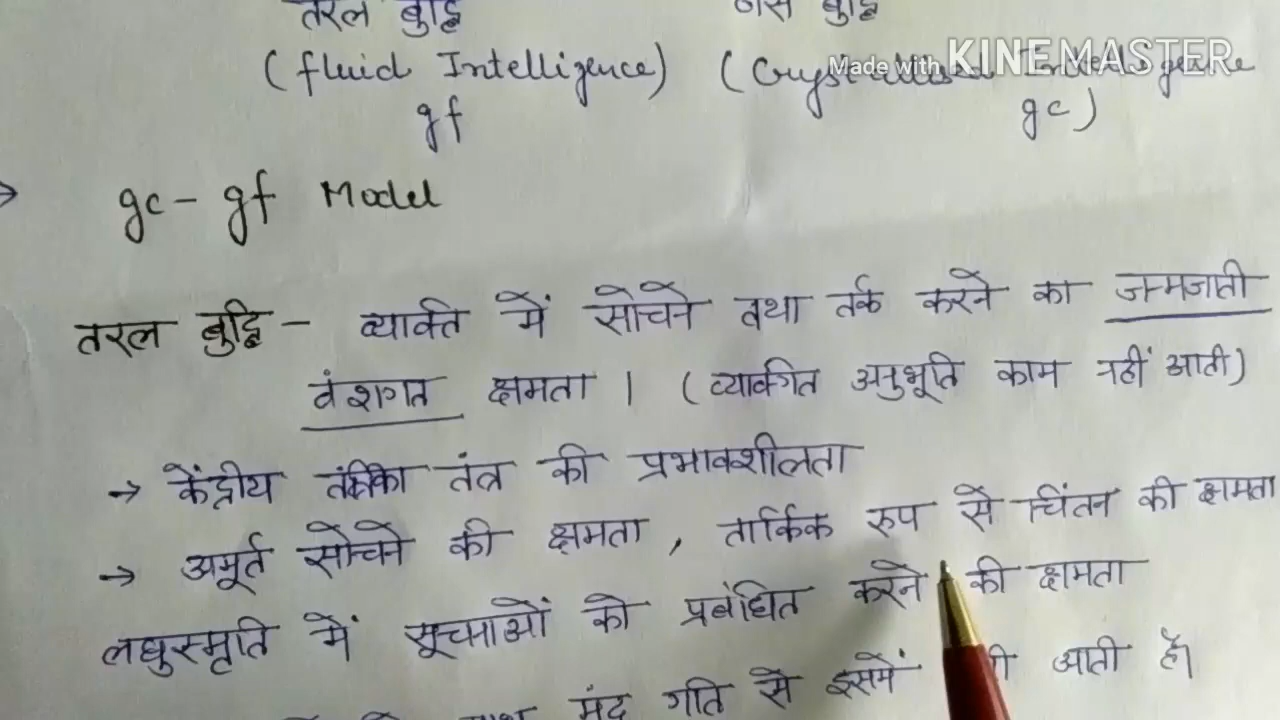 तरल बुद्धि ठोस बुद्धि
(fluid Intelligence) (Crystallized Intelligence
gf gc)
Made with KINEMASTER
gc - gf Model
तरल बुद्धि - व्यक्ति में सोचने तथा तर्क करने का जन्मजाती
वंशगत क्षमता । (व्यक्तिगत अनुभूति काम नहीं आती)
→ केंद्रीय तंत्रिका तंत्र की प्रभावशीलता
→ अमूर्त सोचने की क्षमता , तार्किक रुप से चिंतन की क्षमता
लघुस्मृति में सूचनाओं को प्रबंधित करने की क्षमता
मंद गति से इसमें आती है।